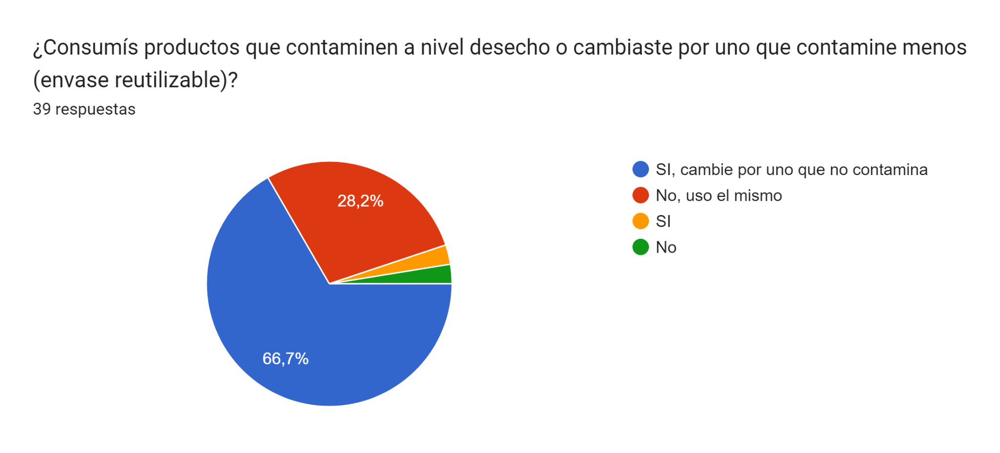 ¿Consumís productos que contaminen a nivel desecho o cambiaste por uno que contamine menos
(envase reutilizable)?
39 respuestas
28,2%
66,7%
SI, cambie por uno que no contamina
No, uso el mismo
SI
No